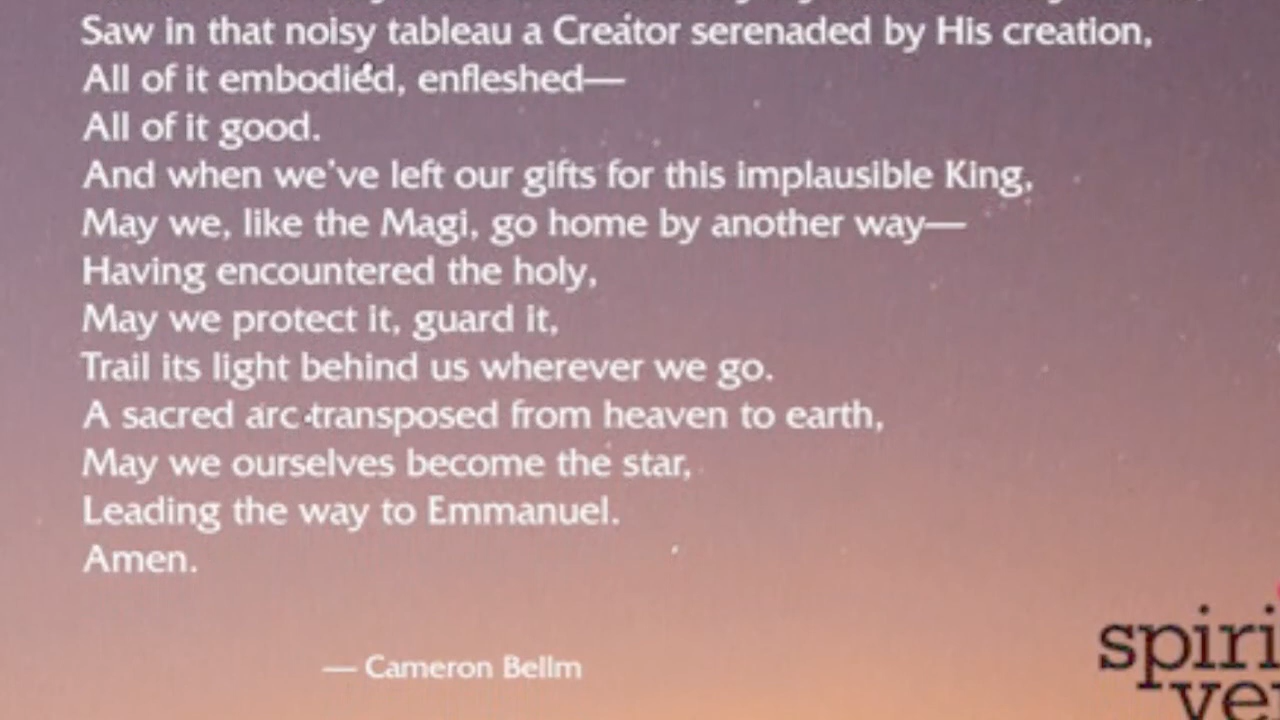 Saw in that noisy tableau a Creator serenaded by His creation,
All of it embodied, enfleshed—
All of it good.
And when we've left our gifts for this implausible King,
May we, like the Magi, go home by another way—
Having encountered the holy,
May we protect it, guard it,
Trail its light behind us wherever we go.
A sacred arc transposed from heaven to earth,
May we ourselves become the star,
Leading the way to Emmanuel.
Amen.
— Cameron Bellm
spiri
ve